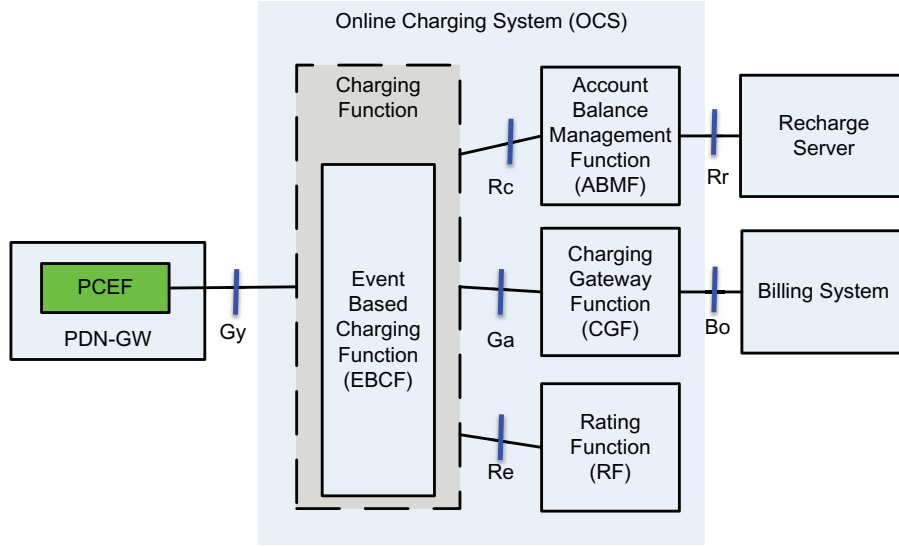 Online Charging System (OCS)
Charging
Function
Account
Balance
Management
Function
(ABMF)
Recharge
Server
Rc
Rr
PCEF
PDN-GW
Gy
Event
Based
Charging
Function
(EBCF)
Charging
Gateway
Function
(CGF)
Billing System
Ga
Bo
Rating
Function
(RF)
Re